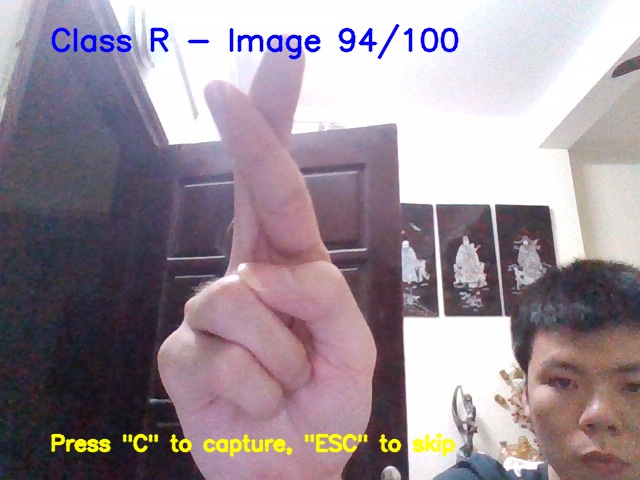 Class R - Image 94/100
Press "C" to capture, "ESC" to skip